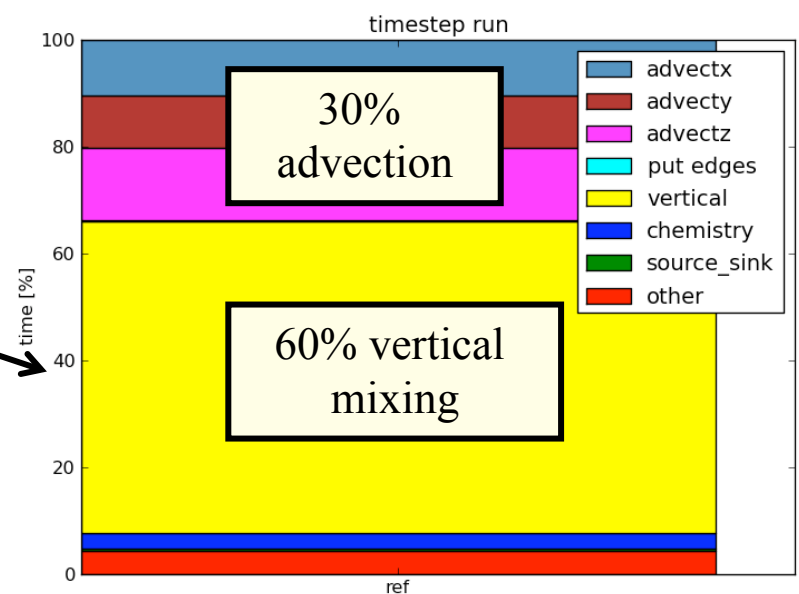 timestep run
100
80
60
40
20
0
time [%]
30%
advection
60% vertical
mixing
advectx
advecty
advectz
put edges
vertical
chemistry
source_sink
other
ref